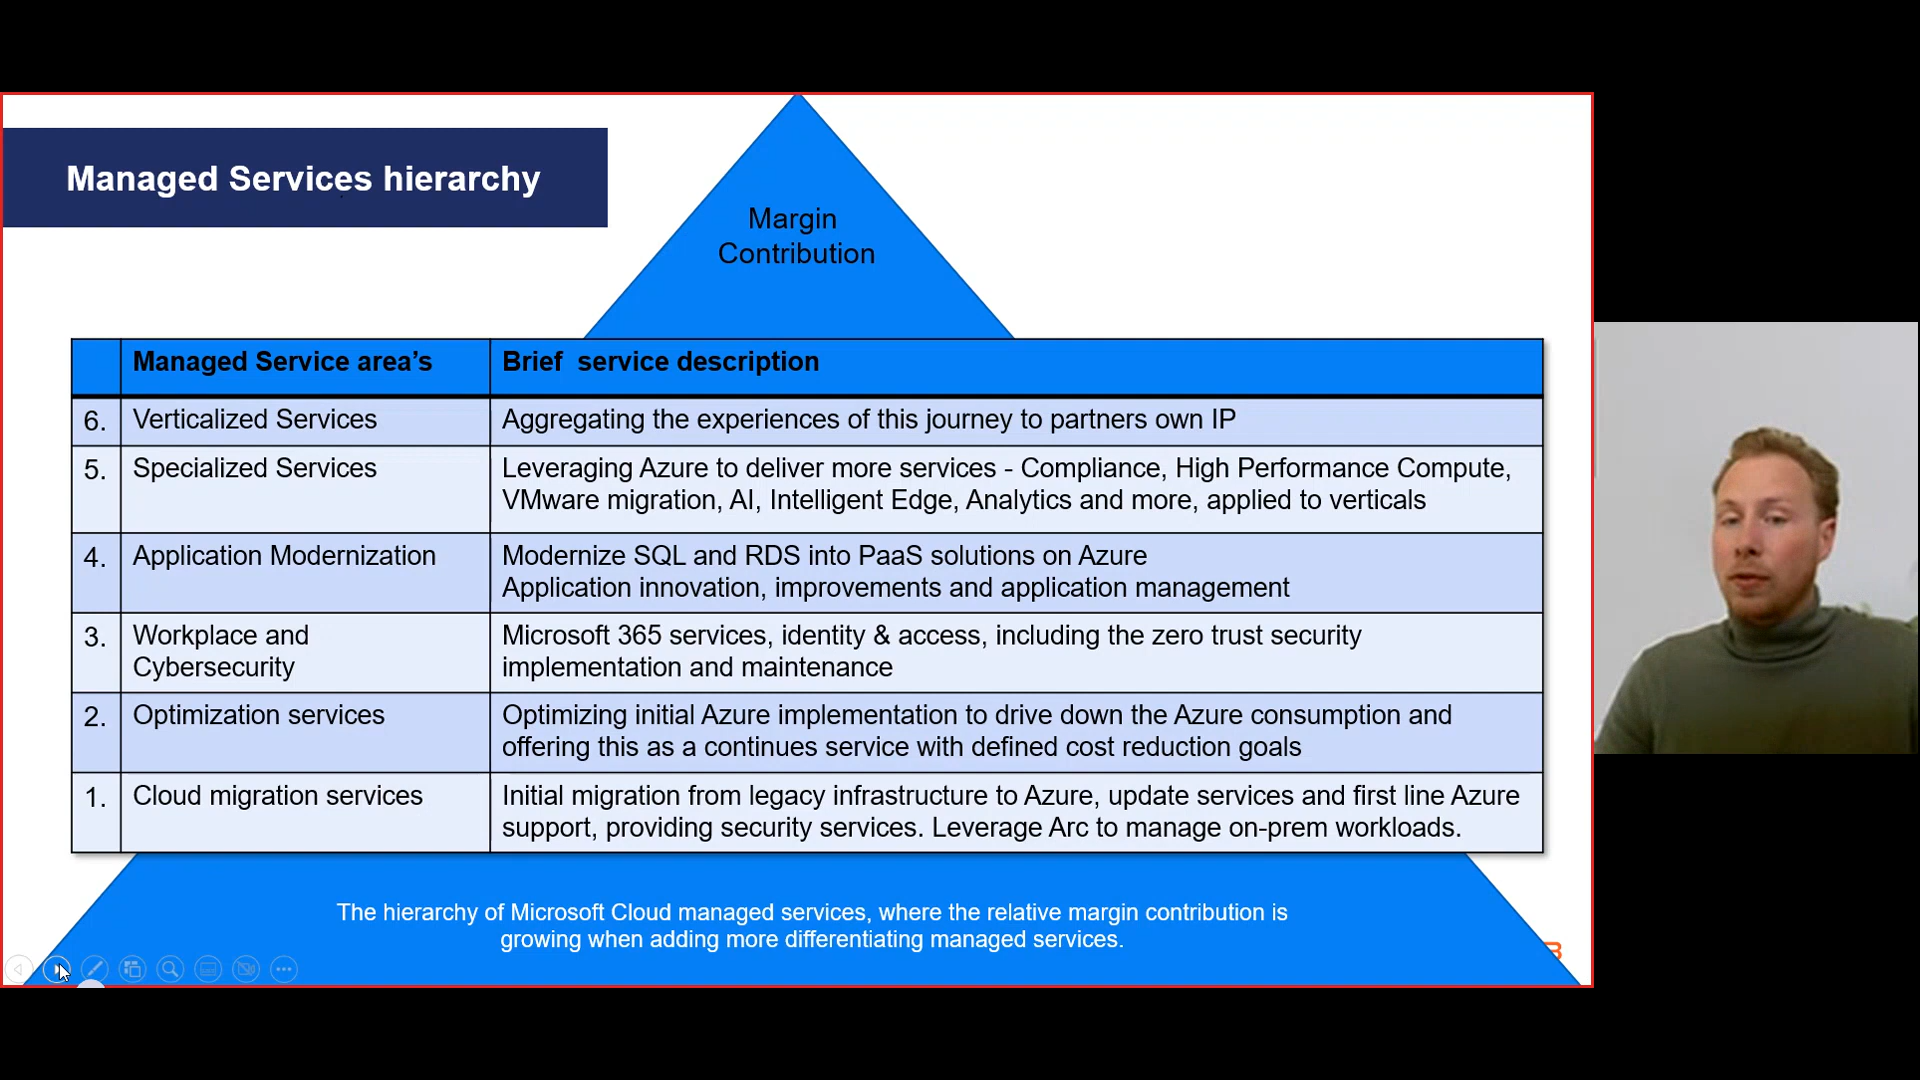 Managed Services hierarchy
Margin
Contribution
Managed Service area’s
Brief  service description
6.
Verticalized Services
Aggregating the experiences of this journey to partners own IP
5.
Specialized Services
Leveraging Azure to deliver more services - Compliance, High Performance Compute,
VMware migration, AI, Intelligent Edge, Analytics and more, applied to verticals
4.
Application Modernization
Modernize SQL and RDS into PaaS solutions on Azure
Application innovation, improvements and application management
3.
Workplace and
Cybersecurity
Microsoft 365 services, identity & access, including the zero trust security
implementation and maintenance
2.
Optimization services
Optimizing initial Azure implementation to drive down the Azure consumption and
offering this as a continues service with defined cost reduction goals
1.
Cloud migration services
Initial migration from legacy infrastructure to Azure, update services and first line Azure
support, providing security services. Leverage Arc to manage on-prem workloads.
The hierarchy of Microsoft Cloud managed services, where the relative margin contribution is
growing when adding more differentiating managed services.